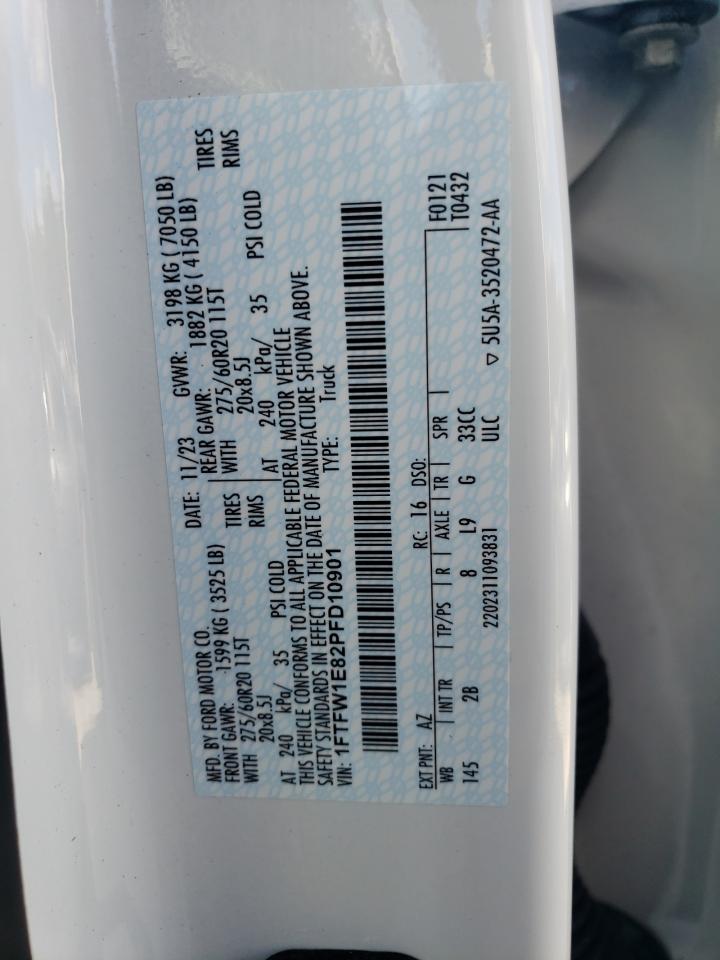 MFD. BY FORD MOTOR CO.
DATE: 11/23 GVWR: 3198 KG ( 7050 LB)
FRONT GAWR: 1599 KG ( 3525 LB) REAR GAWR: 1882 KG ( 4150 LB)
WITH 275/60R20 115T TIRES WITH 275/60R20 115T TIRES
20x8.5J RIMS 20x8.5J RIMS
AT 240 kPa/ 35 PSI COLD AT 240 kPa/ 35 PSI COLD
THIS VEHICLE CONFORMS TO ALL APPLICABLE FEDERAL MOTOR VEHICLE
SAFETY STANDARDS IN EFFECT ON THE DATE OF MANUFACTURE SHOWN ABOVE.
VIN: 1FTFW1E82PFD10901 TYPE: Truck
F0121
EXT PNT: AZ RC: 16 DSO: T0432
WB INT TR TP/PS R AXLE TR SPR
145 2B 8 L9 G 33CC
2202311093831 ULC ▽ 5U5A-3520472-AA